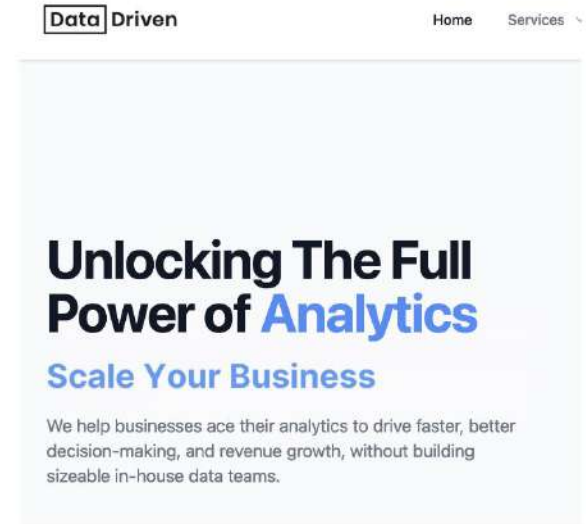 Data Driven
Home Services
Unlocking The Full
Power of Analytics
Scale Your Business
We help businesses ace their analytics to drive faster, better
decision-making, and revenue growth, without building
sizeable in-house data teams.